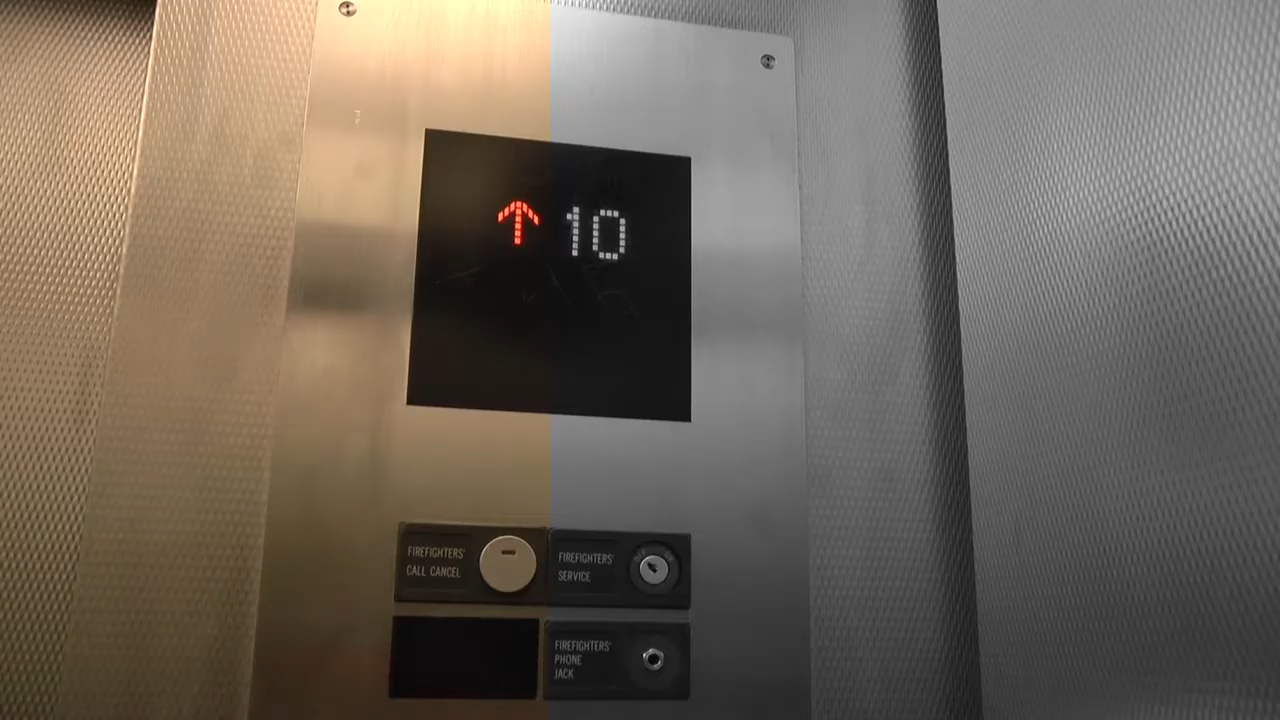 ↑ 10
FIREFIGHTERS'
CALL CANCEL
FIREFIGHTERS'
SERVICE
FIREFIGHTERS'
PHONE
JACK